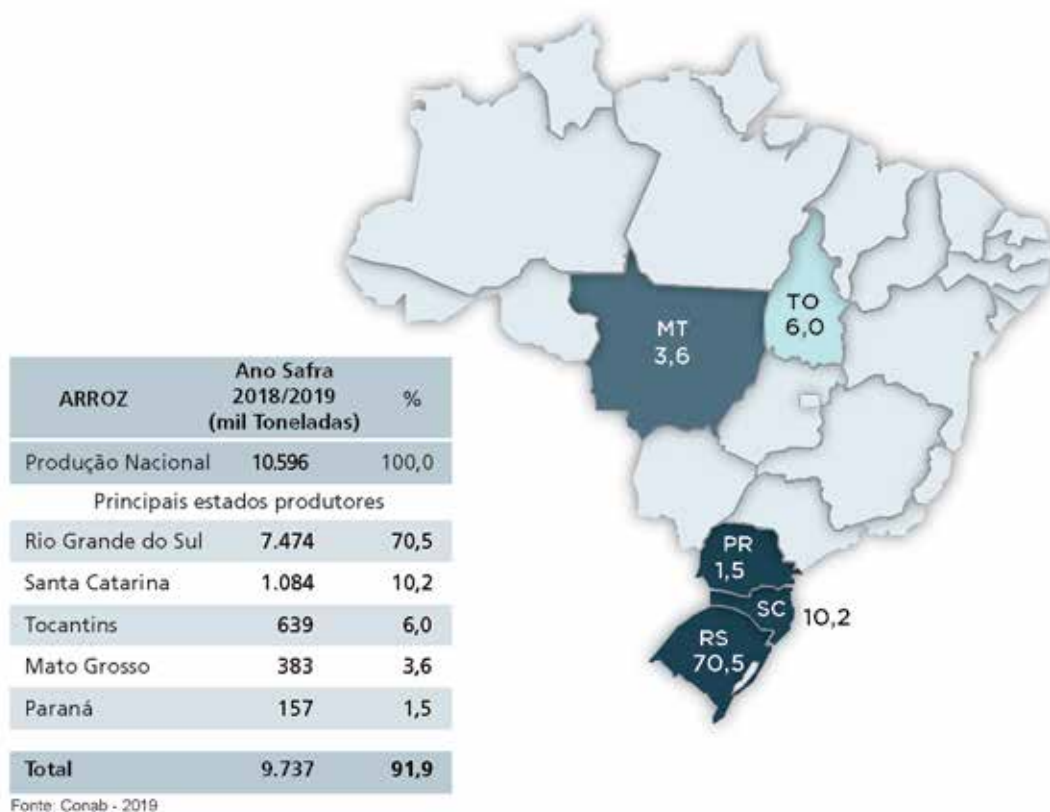 ARROZ Ano Safra 2018/2019 (mil Toneladas) %
Produção Nacional 10.596 100,0
Principais estados produtores
Rio Grande do Sul 7.474 70,5
Santa Catarina 1.084 10,2
Tocantins 639 6,0
Mato Grosso 383 3,6
Paraná 157 1,5
Total 9.737 91,9
Fonte: Conab - 2019
TO
6,0
MT
3,6
PR
1,5
SC 10,2
RS
70,5